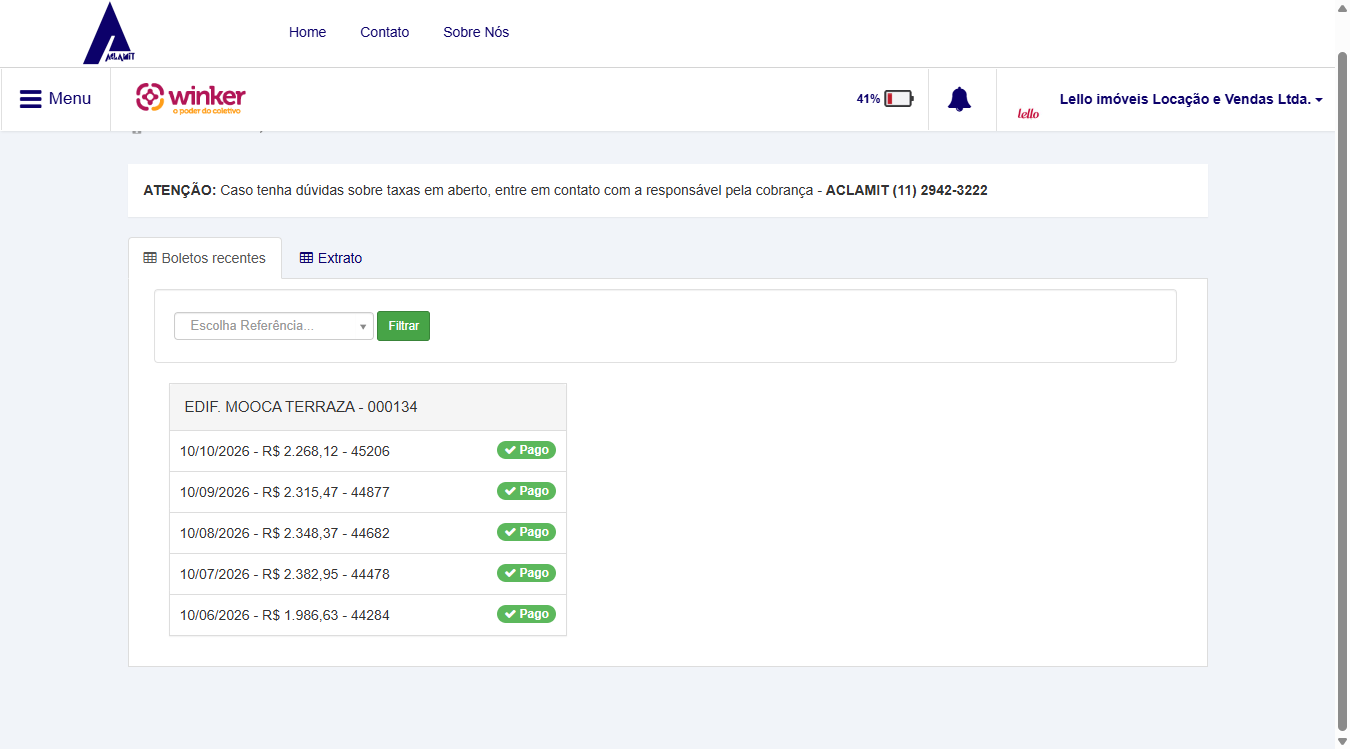 ACLAMIT
Home
Contato
Sobre Nós
Menu
winker
o poder do coletivo
41%
lello
Lello imóveis Locação e Vendas Ltda.
ATENÇÃO: Caso tenha dúvidas sobre taxas em aberto, entre em contato com a responsável pela cobrança - ACLAMIT (11) 2942-3222
Boletos recentes
Extrato
Escolha Referência...
Filtrar
EDIF. MOOCA TERRAZA - 000134
10/10/2026 - R$ 2.268,12 - 45206 Pago
10/09/2026 - R$ 2.315,47 - 44877 Pago
10/08/2026 - R$ 2.348,37 - 44682 Pago
10/07/2026 - R$ 2.382,95 - 44478 Pago
10/06/2026 - R$ 1.986,63 - 44284 Pago